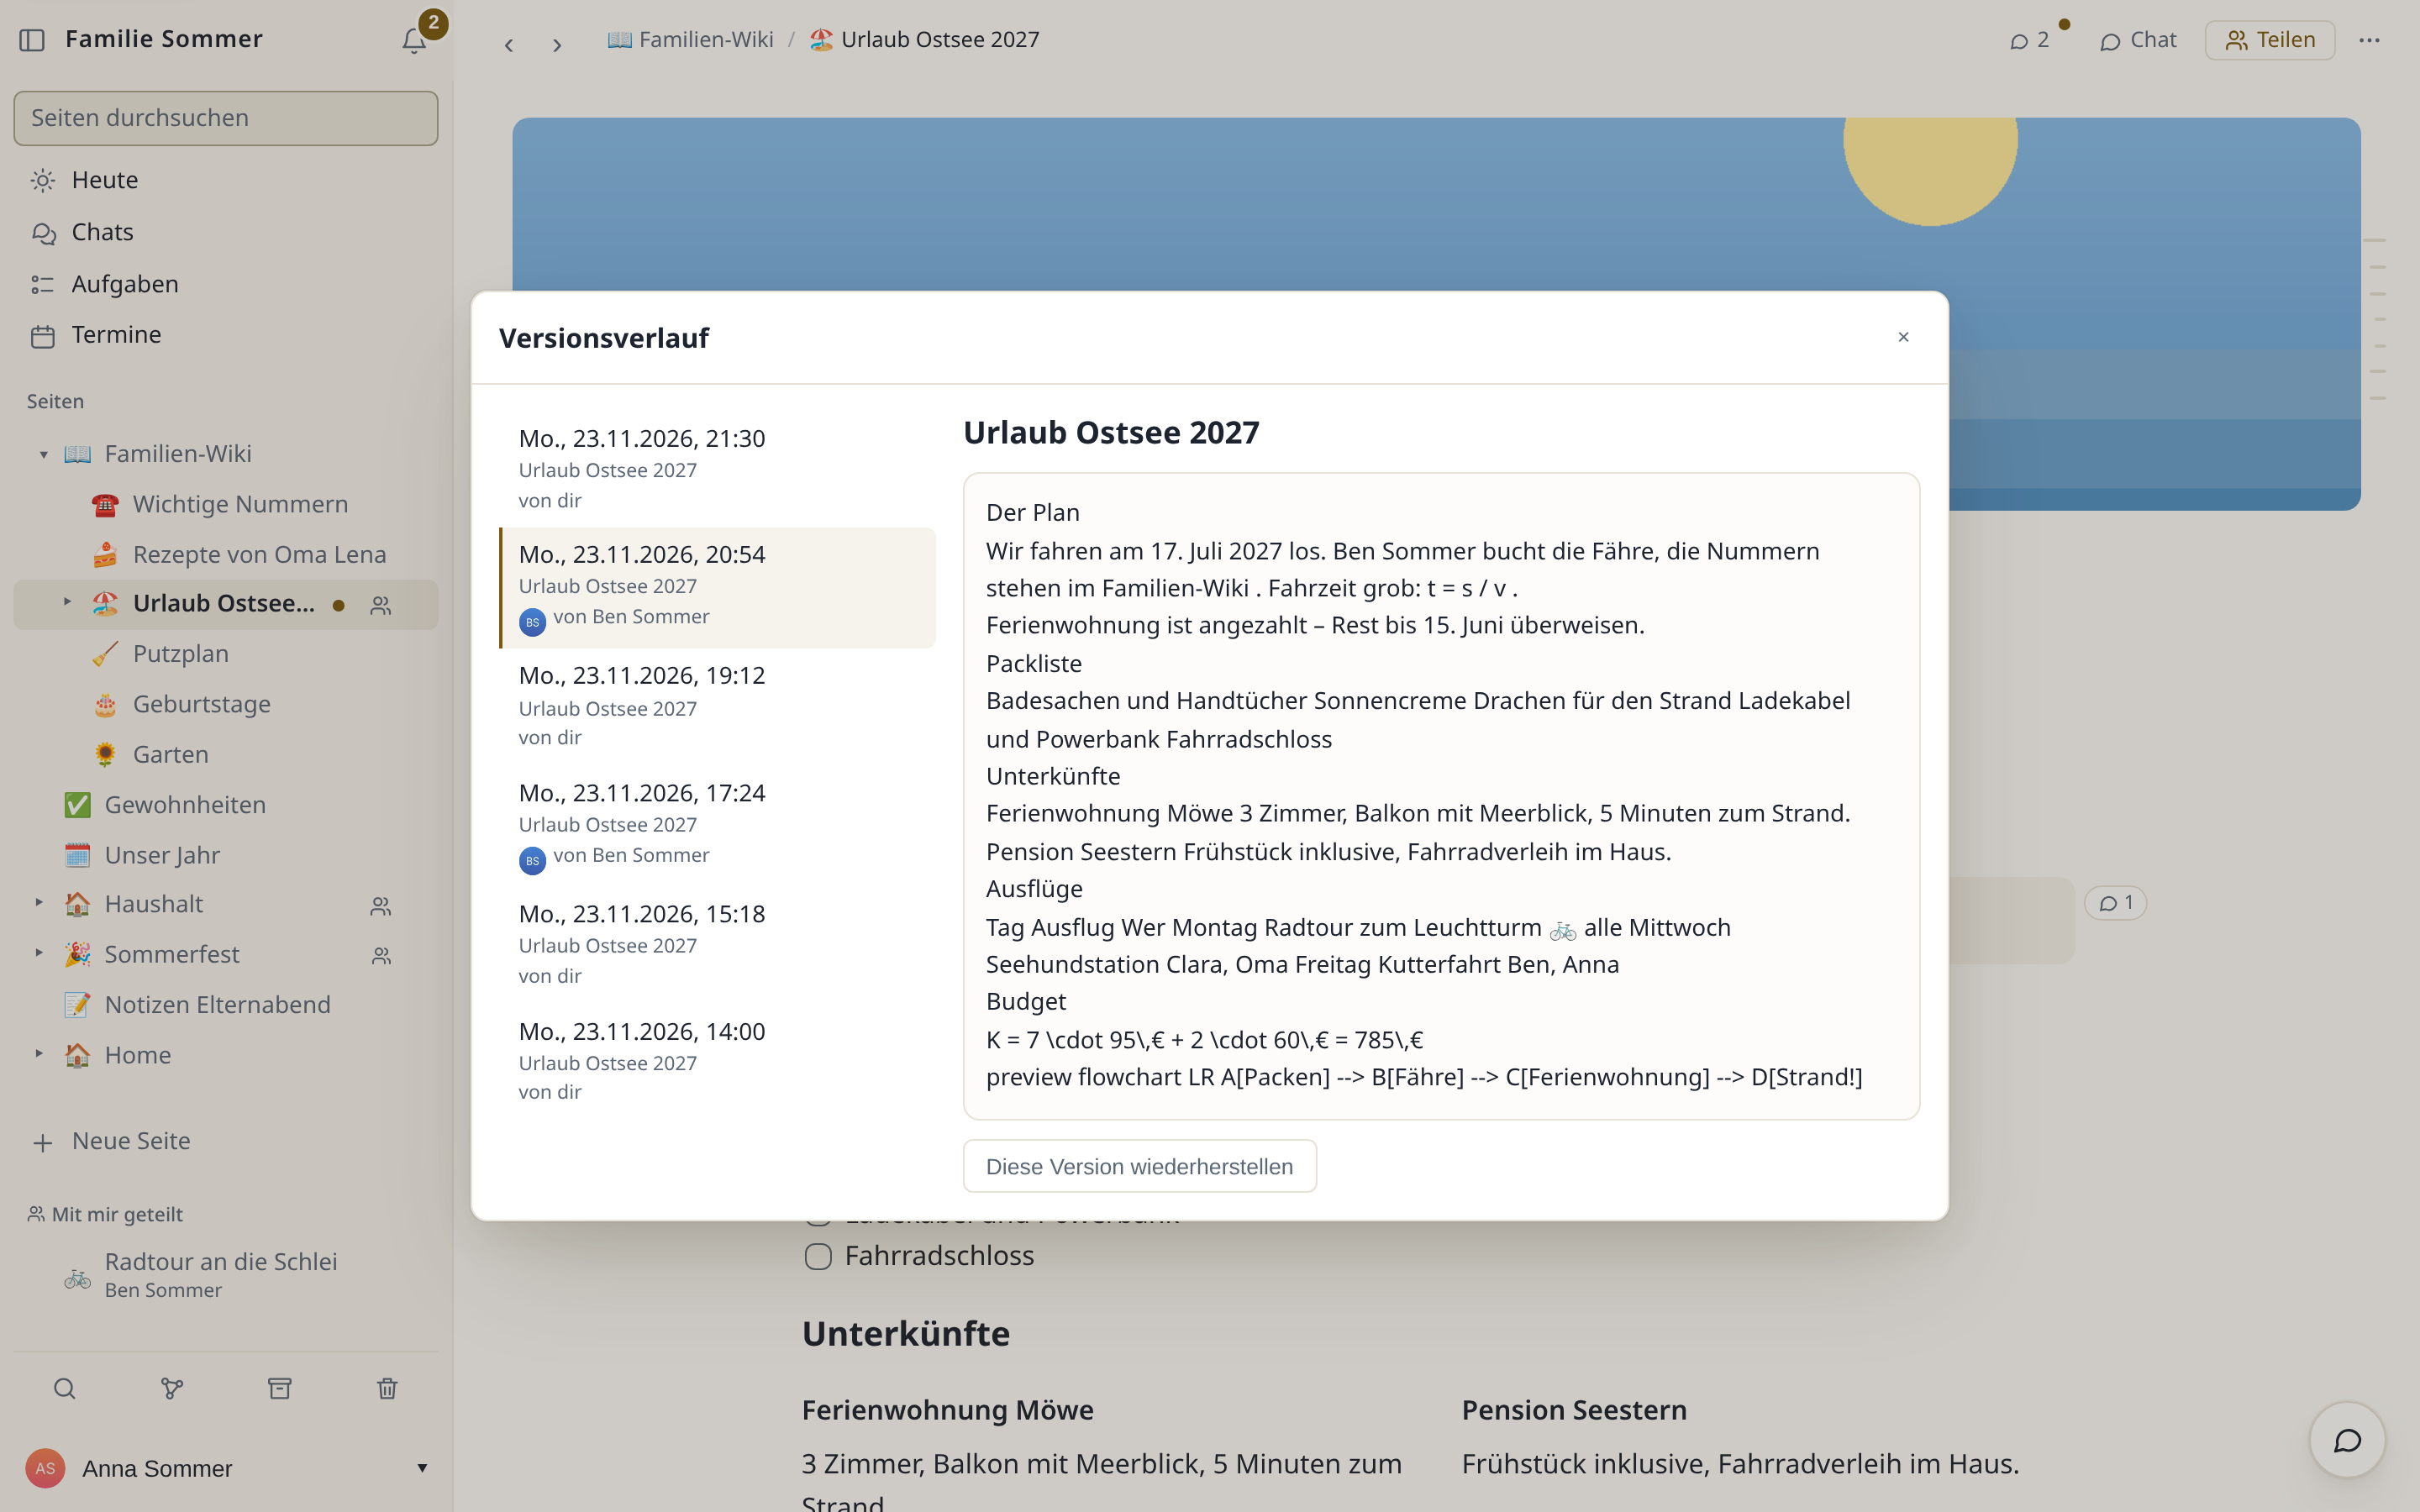 Familie Sommer
2
Seiten durchsuchen
Heute
Chats
Aufgaben
Termine
Seiten
Familien-Wiki
Wichtige Nummern
Rezepte von Oma Lena
Urlaub Ostsee...
Putzplan
Geburtstage
Garten
Gewohnheiten
Unser Jahr
Haushalt
Sommerfest
Notizen Elternabend
Home
Neue Seite
Mit mir geteilt
Radtour an die Schlei
Ben Sommer
AS Anna Sommer
Familien-Wiki / Urlaub Ostsee 2027
2 Chat Teilen
Versionsverlauf
Mo., 23.11.2026, 21:30
Urlaub Ostsee 2027
von dir
Mo., 23.11.2026, 20:54
Urlaub Ostsee 2027
BS von Ben Sommer
Mo., 23.11.2026, 19:12
Urlaub Ostsee 2027
von dir
Mo., 23.11.2026, 17:24
Urlaub Ostsee 2027
BS von Ben Sommer
Mo., 23.11.2026, 15:18
Urlaub Ostsee 2027
von dir
Mo., 23.11.2026, 14:00
Urlaub Ostsee 2027
von dir
Urlaub Ostsee 2027
Der Plan
Wir fahren am 17. Juli 2027 los. Ben Sommer bucht die Fähre, die Nummern
stehen im Familien-Wiki . Fahrzeit grob: t = s / v .
Ferienwohnung ist angezahlt – Rest bis 15. Juni überweisen.
Packliste
Badesachen und Handtücher Sonnencreme Drachen für den Strand Ladekabel
und Powerbank Fahrradschloss
Unterkünfte
Ferienwohnung Möwe 3 Zimmer, Balkon mit Meerblick, 5 Minuten zum Strand.
Pension Seestern Frühstück inklusive, Fahrradverleih im Haus.
Ausflüge
Tag Ausflug Wer Montag Radtour zum Leuchtturm 🚲 alle Mittwoch
Seehundstation Clara, Oma Freitag Kutterfahrt Ben, Anna
Budget
K = 7 \cdot 95\,€ + 2 \cdot 60\,€ = 785\,€
preview flowchart LR A[Packen] --> B[Fähre] --> C[Ferienwohnung] --> D[Strand!]
Diese Version wiederherstellen
1
Ladekabel und Powerbank
Fahrradschloss
Unterkünfte
Ferienwohnung Möwe
3 Zimmer, Balkon mit Meerblick, 5 Minuten zum
Strand
Pension Seestern
Frühstück inklusive, Fahrradverleih im Haus.